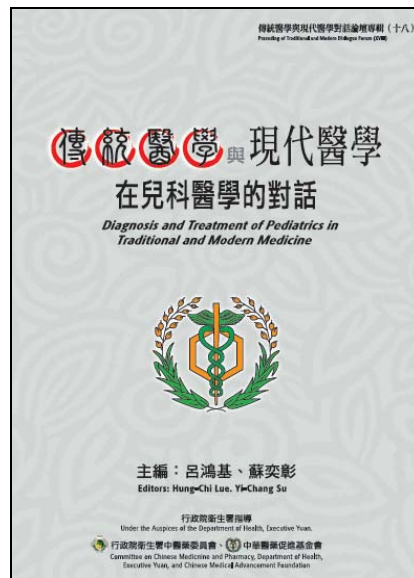 傳統醫學與現代醫學對話論壇專輯（十八）
Proceding of Traditional and Modern Dialogue Forum (XVIII)
傳統醫學與現代醫學
在兒科醫學的對話
Diagnosis and Treatment of Pediatrics in
Traditional and Modern Medicine
主編：呂鴻基、蘇奕彰
Editors: Hung-Chi Lue. Yi-Chang Su
行政院衛生署指導
Under the Auspices of the Department of Health, Executive Yuan.
行政院衛生署中醫藥委員會、中華醫藥促進基金會
Committee on Chinese Medicinine and Pharmacy, Department of Health,
Executive Yuan, and Chinese Medical Advancement Foundation